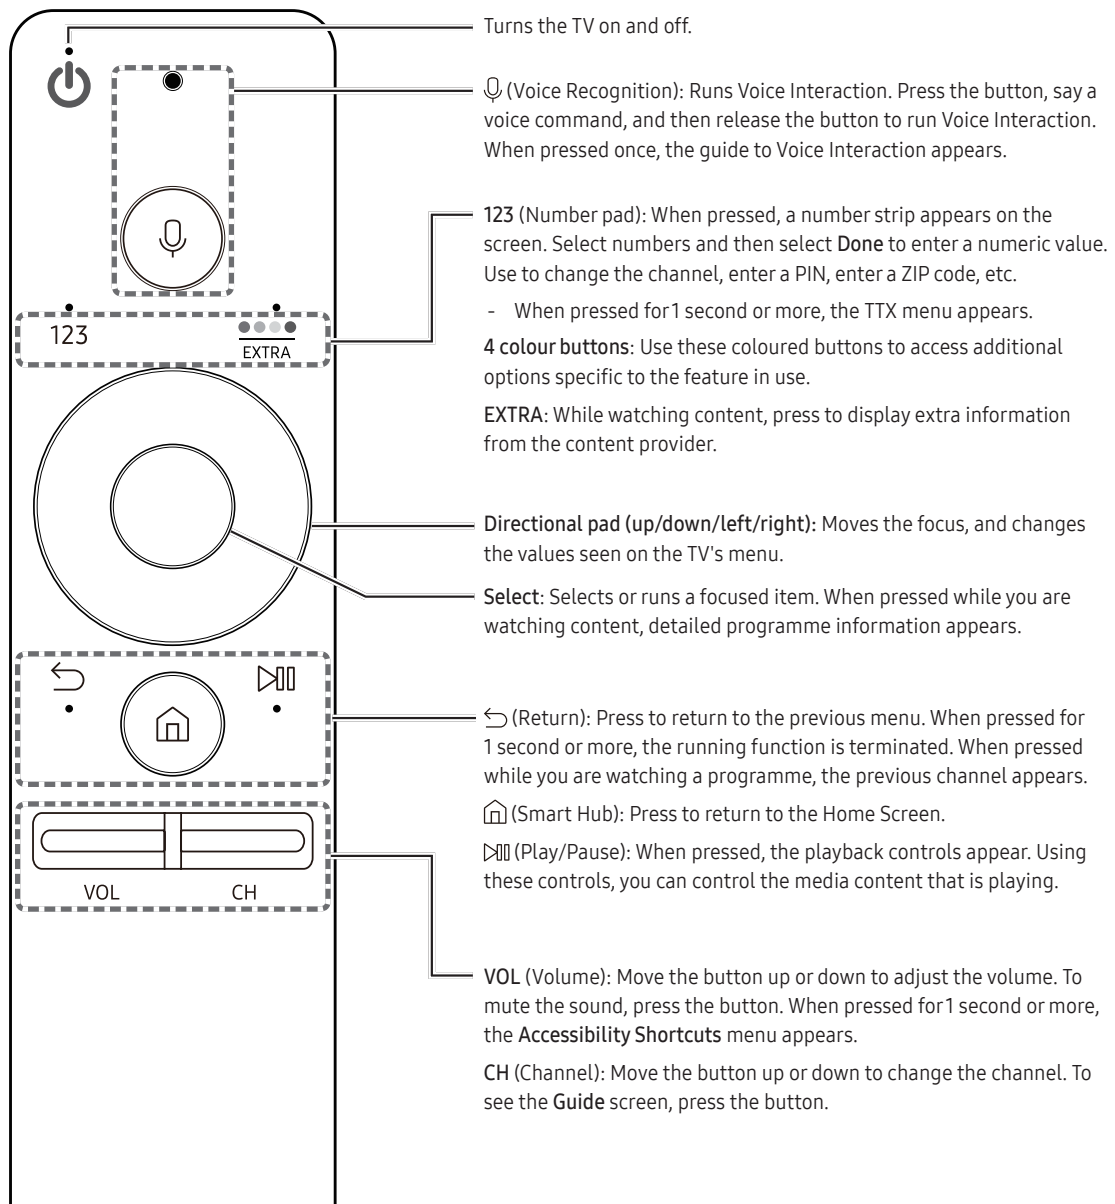 Turns the TV on and off.
(Voice Recognition): Runs Voice Interaction. Press the button, say a
voice command, and then release the button to run Voice Interaction.
When pressed once, the guide to Voice Interaction appears.
123 (Number pad): When pressed, a number strip appears on the
screen. Select numbers and then select Done to enter a numeric value.
Use to change the channel, enter a PIN, enter a ZIP code, etc.
- When pressed for 1 second or more, the TTX menu appears.
4 colour buttons: Use these coloured buttons to access additional
options specific to the feature in use.
EXTRA: While watching content, press to display extra information
from the content provider.
123
EXTRA
Directional pad (up/down/left/right): Moves the focus, and changes
the values seen on the TV's menu.
Select: Selects or runs a focused item. When pressed while you are
watching content, detailed programme information appears.
(Return): Press to return to the previous menu. When pressed for
1 second or more, the running function is terminated. When pressed
while you are watching a programme, the previous channel appears.
(Smart Hub): Press to return to the Home Screen.
(Play/Pause): When pressed, the playback controls appear. Using
these controls, you can control the media content that is playing.
VOL
CH
VOL (Volume): Move the button up or down to adjust the volume. To
mute the sound, press the button. When pressed for 1 second or more,
the Accessibility Shortcuts menu appears.
CH (Channel): Move the button up or down to change the channel. To
see the Guide screen, press the button.